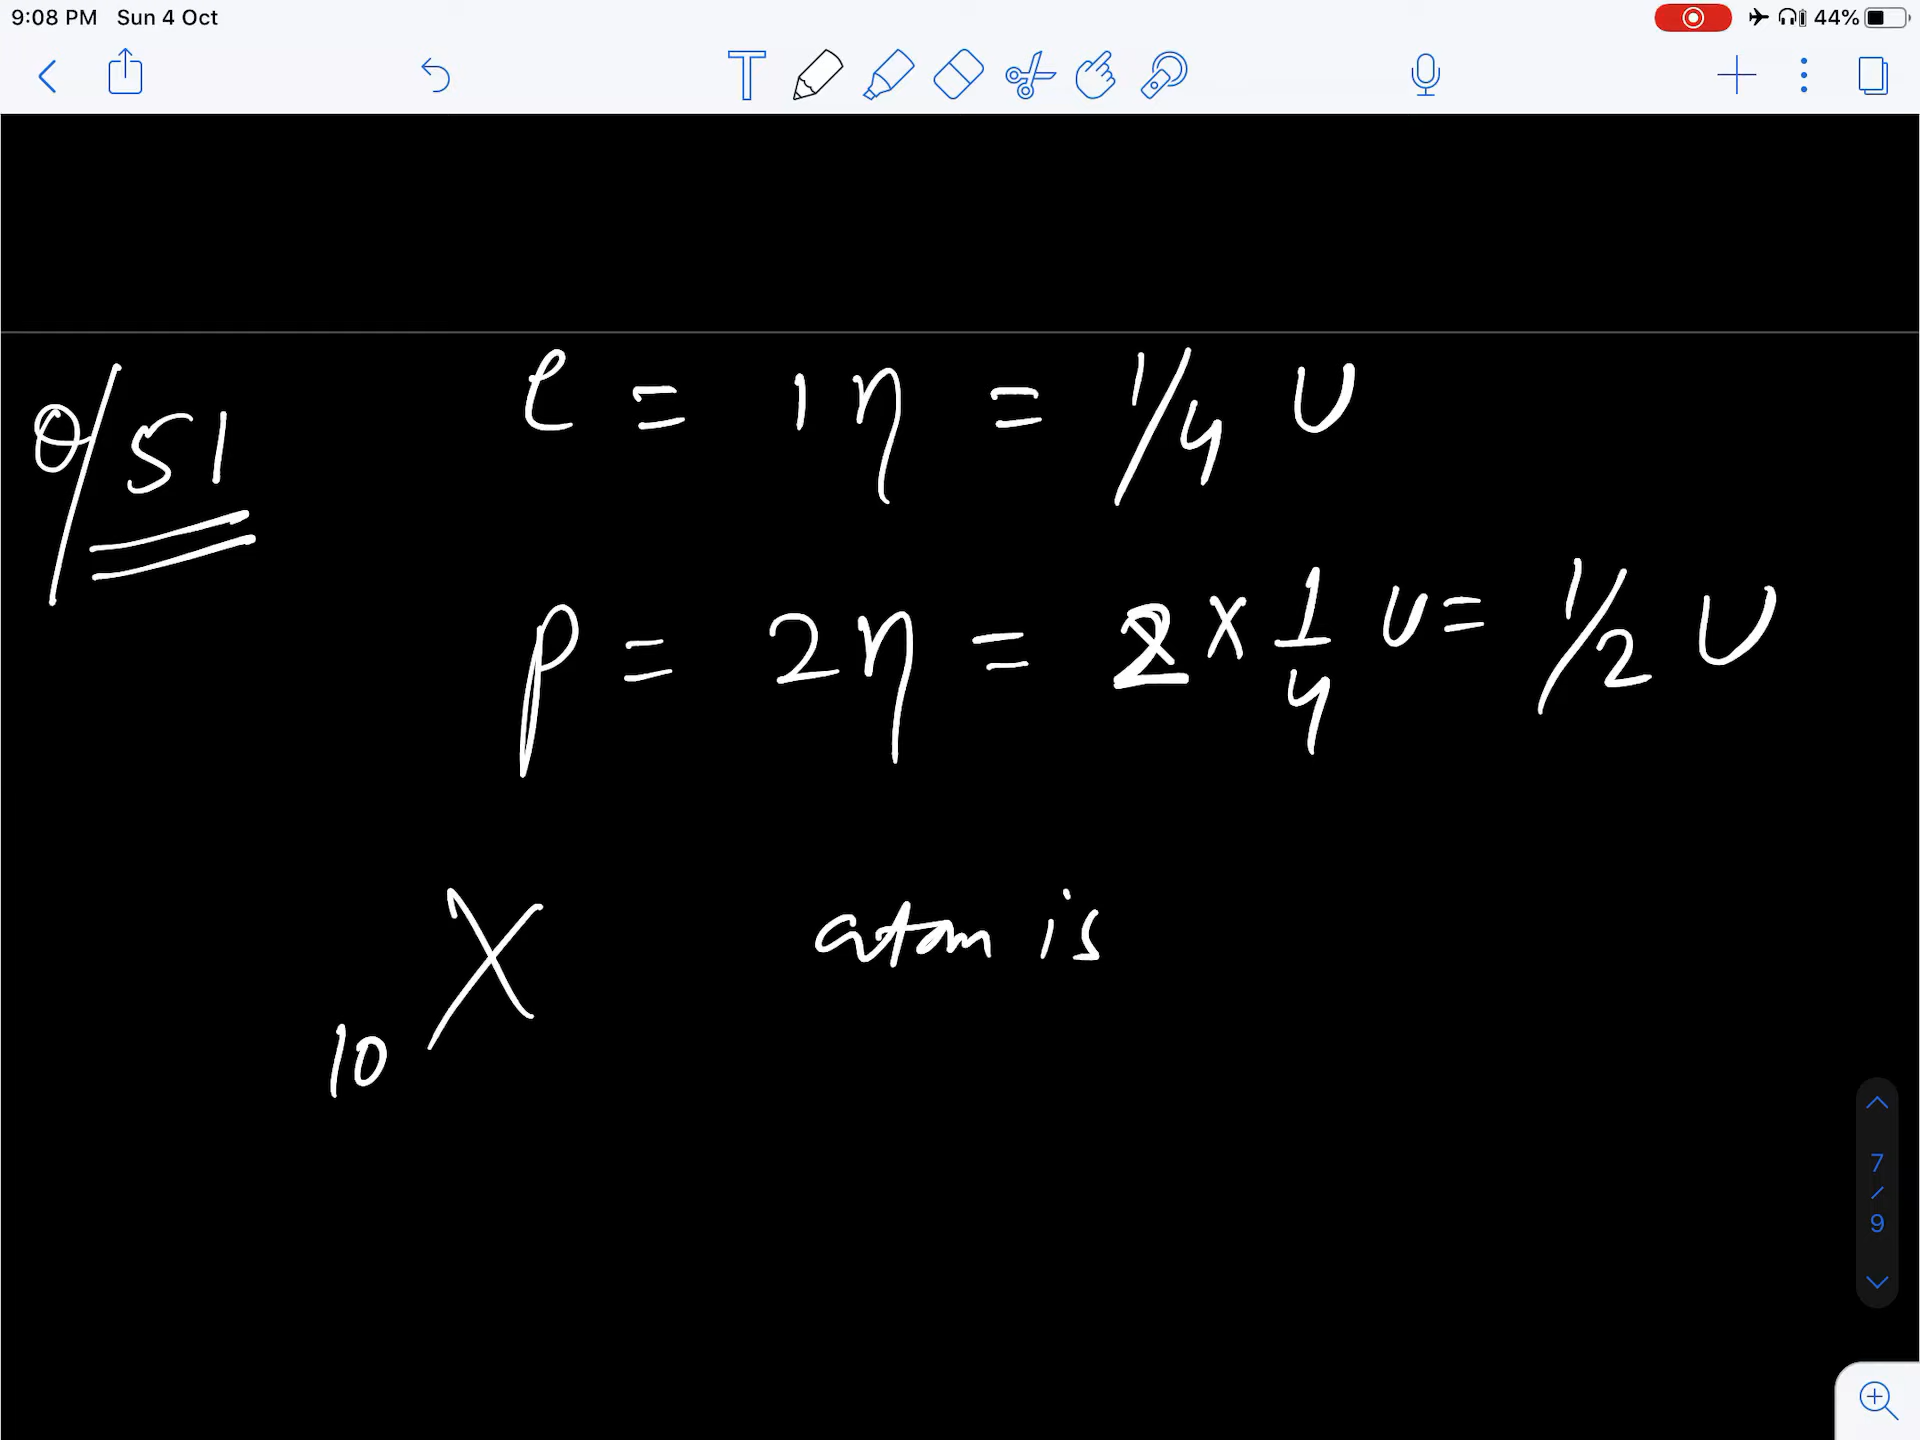 9:08 PM Sun 4 Oct
44%
T
Q/51
e = 1η = 1/4 U
p = 2η = 2 × 1/4 U = 1/2 U
10 X atom is
7
/
9